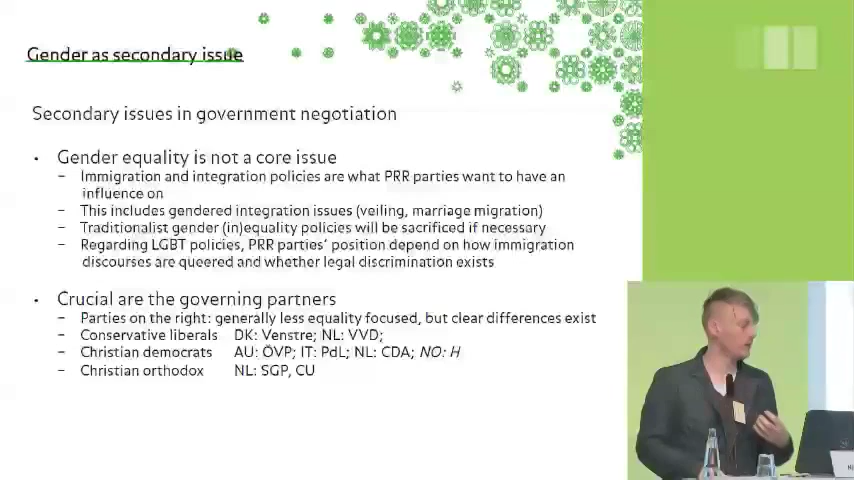 Gender as secondary issue
Secondary issues in government negotiation
• Gender equality is not a core issue
– Immigration and integration policies are what PRR parties want to have an
influence on
– This includes gendered integration issues (veiling, marriage migration)
– Traditionalist gender (in)equality policies will be sacrificed if necessary
– Regarding LGBT policies, PRR parties' position depend on how immigration
discourses are queered and whether legal discrimination exists
• Crucial are the governing partners
– Parties on the right: generally less equality focused, but clear differences exist
– Conservative liberals DK: Venstre; NL: VVD;
– Christian democrats AU: ÖVP; IT: PdL; NL: CDA; NO: H
– Christian orthodox NL: SGP, CU